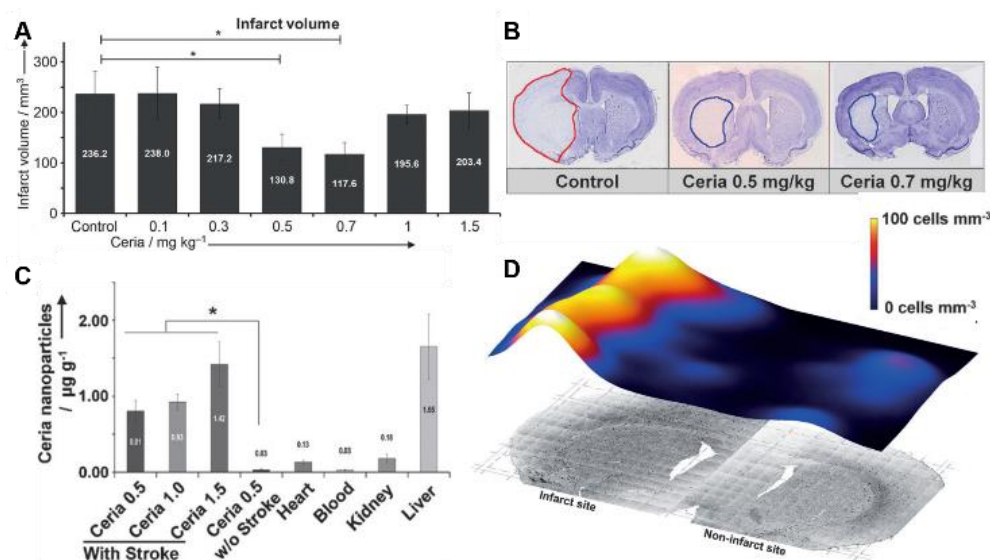 A
Infarct volume
*
*
Infarct volume / mm³
300
200
100
0
236.2
238.0
217.2
130.8
117.6
195.6
203.4
Control 0.1 0.3 0.5 0.7 1 1.5
Ceria / mg kg⁻¹
B
Control
Ceria 0.5 mg/kg
Ceria 0.7 mg/kg
C
Ceria nanoparticles
/ µg g⁻¹
2.00
1.00
0.00
*
0.81
0.93
1.42
0.03
0.13
0.03
0.18
1.65
Ceria 0.5
Ceria 1.0
Ceria 1.5
Ceria 0.5
w/o Stroke
Heart
Blood
Kidney
Liver
With Stroke
D
100 cells mm⁻³
0 cells mm⁻³
Infarct site
Non-infarct site